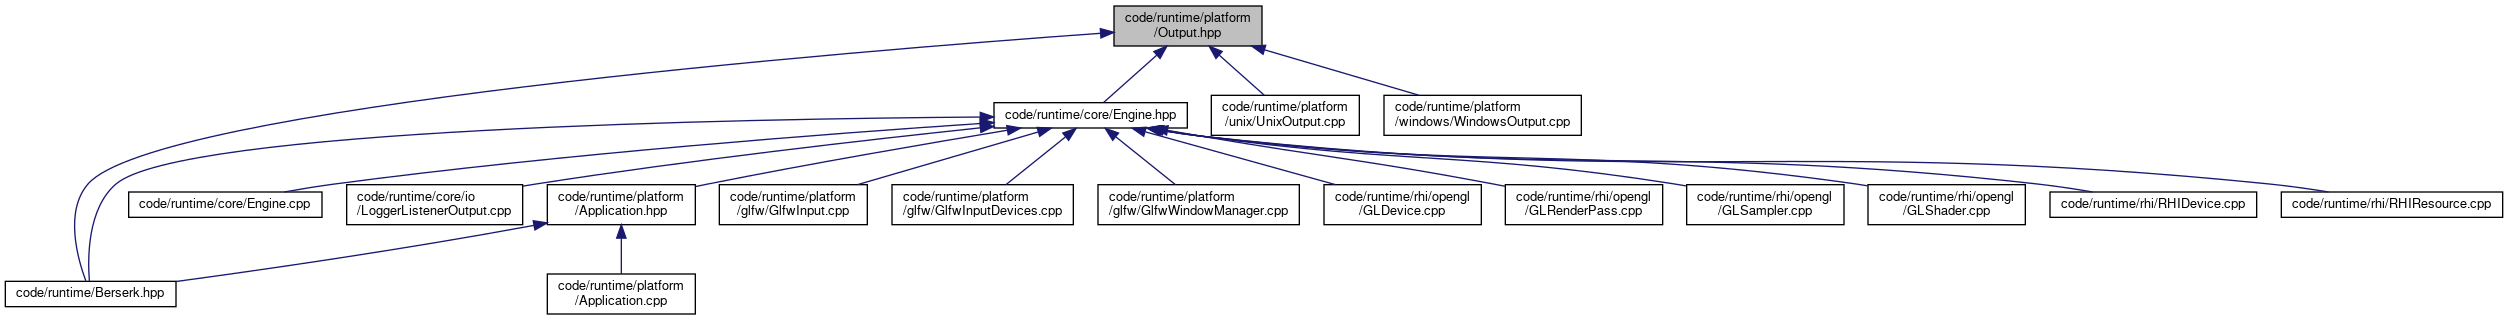 code/runtime/platform
/Output.hpp
code/runtime/core/Engine.hpp
code/runtime/platform
/unix/UnixOutput.cpp
code/runtime/platform
/windows/WindowsOutput.cpp
code/runtime/core/Engine.cpp
code/runtime/core/io
/LoggerListenerOutput.cpp
code/runtime/platform
/Application.hpp
code/runtime/platform
/glfw/GlfwInput.cpp
code/runtime/platform
/glfw/GlfwInputDevices.cpp
code/runtime/platform
/glfw/GlfwWindowManager.cpp
code/runtime/rhi/opengl
/GLDevice.cpp
code/runtime/rhi/opengl
/GLRenderPass.cpp
code/runtime/rhi/opengl
/GLSampler.cpp
code/runtime/rhi/opengl
/GLShader.cpp
code/runtime/rhi/RHIDevice.cpp
code/runtime/rhi/RHIResource.cpp
code/runtime/Berserk.hpp
code/runtime/platform
/Application.cpp